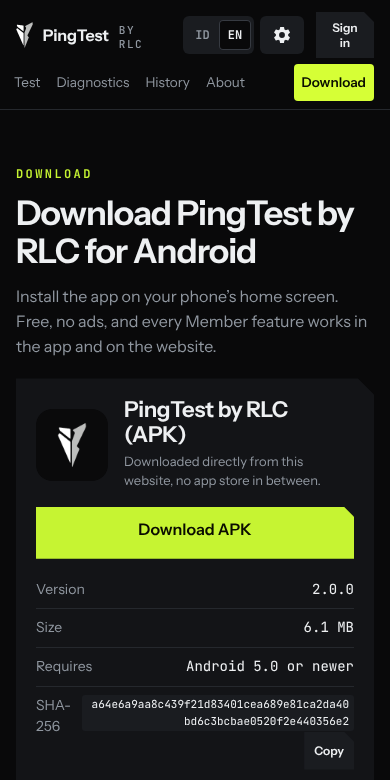 PingTest BY RLC
ID EN
Sign in
Test Diagnostics History About Download
DOWNLOAD
Download PingTest by
RLC for Android
Install the app on your phone's home screen.
Free, no ads, and every Member feature works in
the app and on the website.
PingTest by RLC
(APK)
Downloaded directly from this
website, no app store in between.
Download APK
Version 2.0.0
Size 6.1 MB
Requires Android 5.0 or newer
SHA-256
a64e6a9aa8c439f21d83401cea689e81ca2da40
bd6c3bcbae0520f2e440356e2
Copy